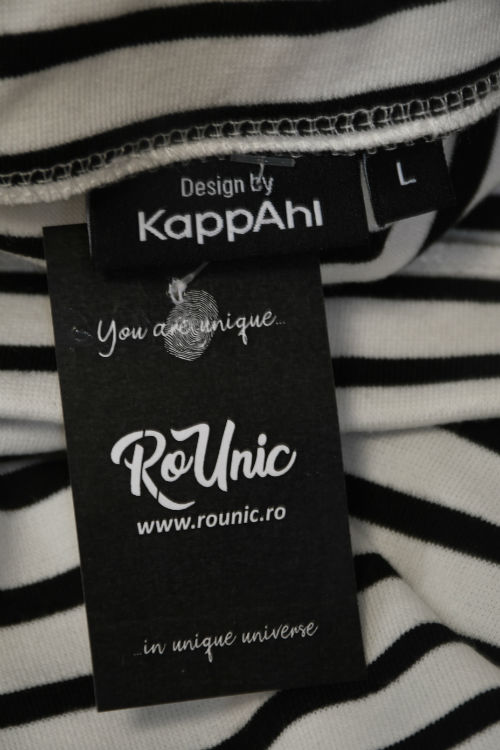 Design by
KappAhl
L
You are unique...
RoUnic
www.rounic.ro
...in unique universe